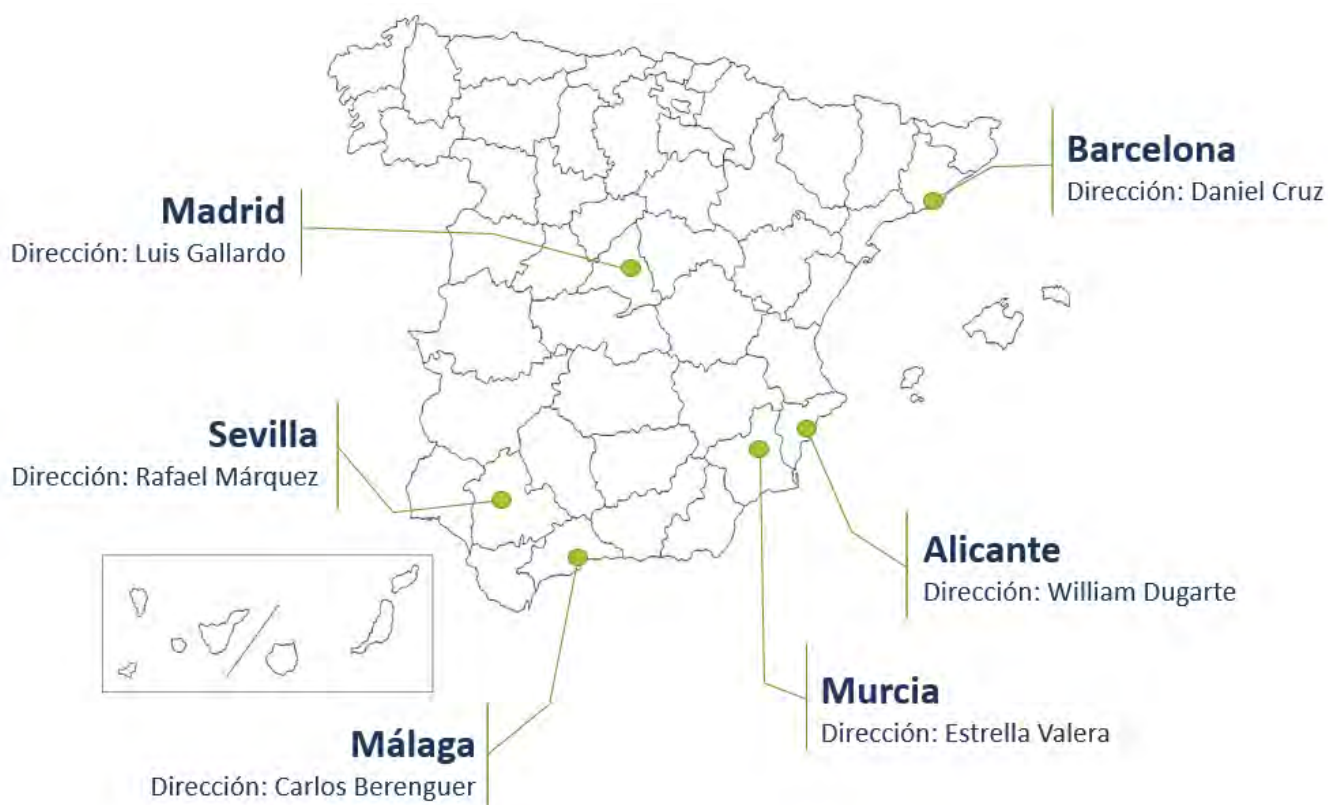 Barcelona
Dirección: Daniel Cruz
Madrid
Dirección: Luis Gallardo
Sevilla
Dirección: Rafael Márquez
Alicante
Dirección: William Dugarte
Murcia
Dirección: Estrella Valera
Málaga
Dirección: Carlos Berenguer